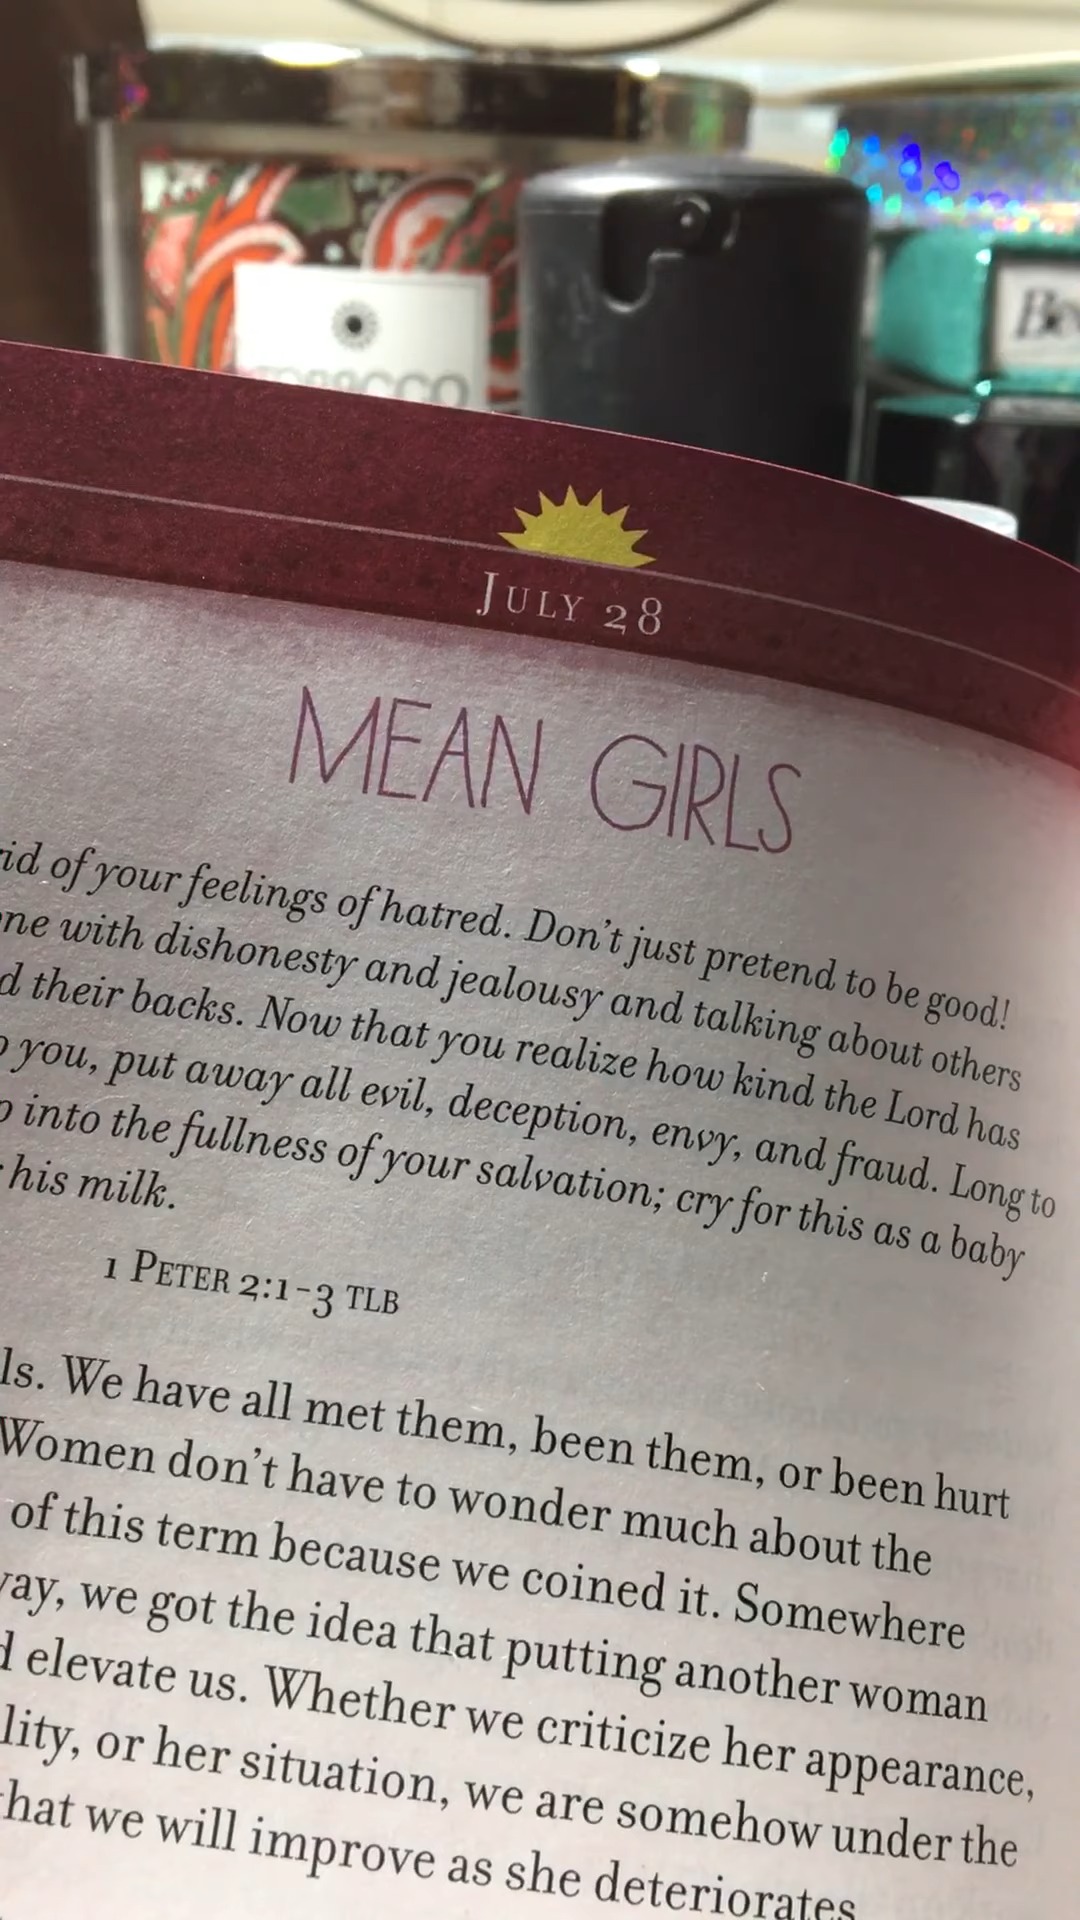 TOBACCO
Be
JULY 28
MEAN GIRLS
id of your feelings of hatred. Don't just pretend to be good!
ne with dishonesty and jealousy and talking about others
d their backs. Now that you realize how kind the Lord has
o you, put away all evil, deception, envy, and fraud. Long to
o into the fullness of your salvation; cry for this as a baby
his milk.
1 PETER 2:1-3 TLB
ls. We have all met them, been them, or been hurt
Women don't have to wonder much about the
of this term because we coined it. Somewhere
ay, we got the idea that putting another woman
d elevate us. Whether we criticize her appearance,
lity, or her situation, we are somehow under the
hat we will improve as she deteriorates